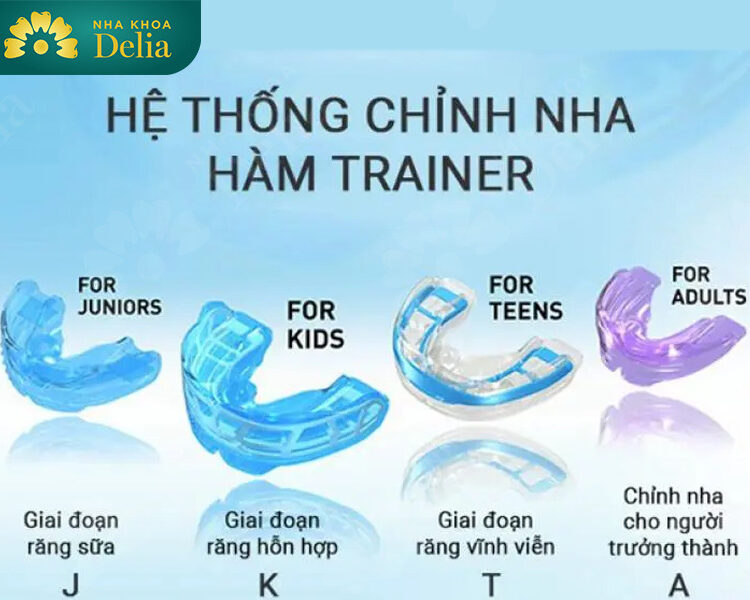 NHA KHOA
Delia
HỆ THỐNG CHỈNH NHA
HÀM TRAINER
FOR
JUNIORS
FOR
KIDS
FOR
TEENS
FOR
ADULTS
Giai đoạn
răng sữa
J
Giai đoạn
răng hỗn hợp
K
Giai đoạn
răng vĩnh viễn
T
Chỉnh nha
cho người
trưởng thành
A